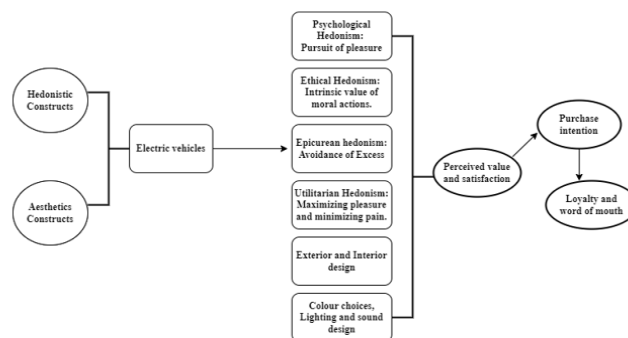 Psychological
Hedonism:
Pursuit of pleasure
Hedonistic
Constructs
Ethical Hedonism:
Intrinsic value of
moral actions.
Electric vehicles
Epicurean hedonism:
Avoidance of Excess
Purchase
intention
Perceived value
and satisfaction
Aesthetics
Constructs
Utilitarian Hedonism:
Maximizing pleasure
and minimizing pain.
Loyalty and
word of mouth
Exterior and Interior
design
Colour choices,
Lighting and sound
design